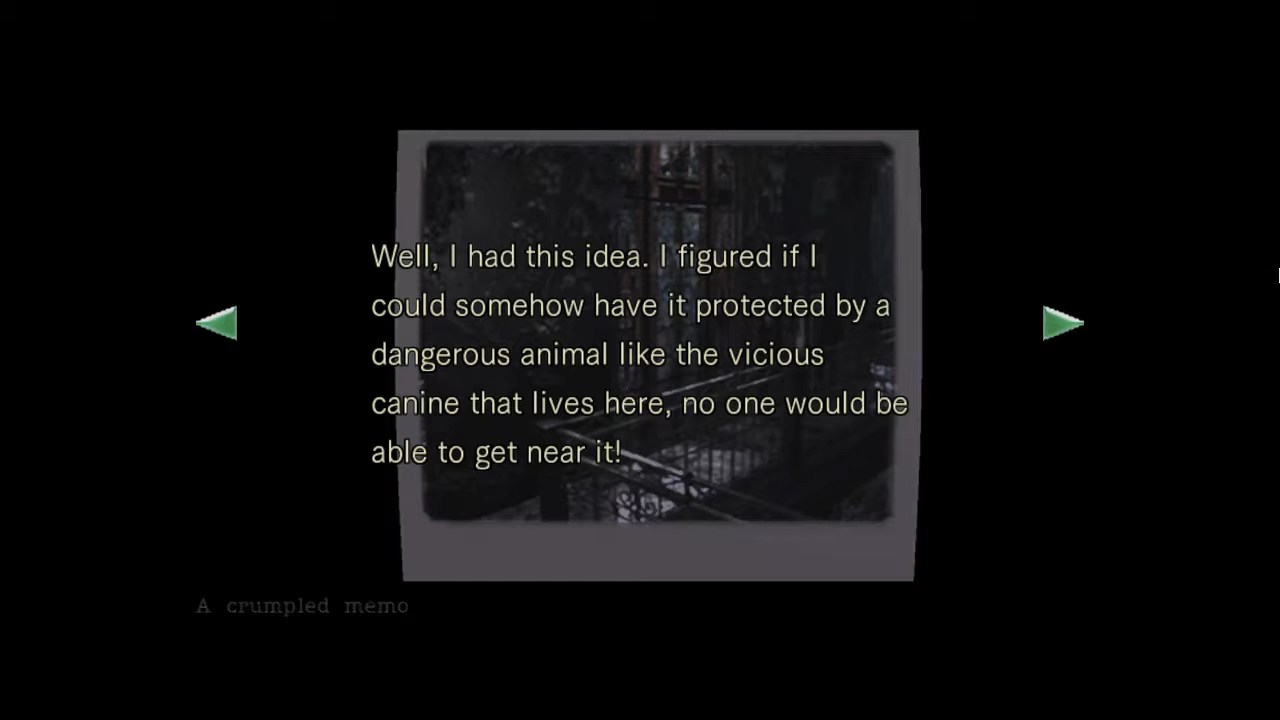 Well, I had this idea. I figured if I
could somehow have it protected by a
dangerous animal like the vicious
canine that lives here, no one would be
able to get near it!
A crumpled memo